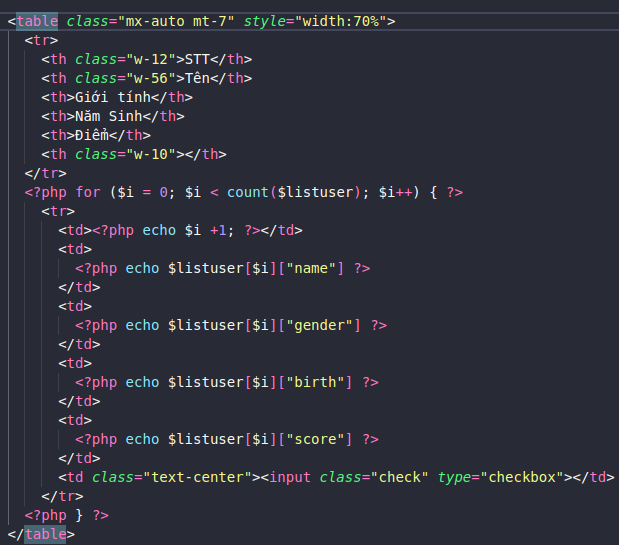 <table class="mx-auto mt-7" style="width:70%">
<tr>
<th class="w-12">STT</th>
<th class="w-56">Tên</th>
<th>Giới tính</th>
<th>Năm Sinh</th>
<th>Điểm</th>
<th class="w-10"></th>
</tr>
<?php for ($i = 0; $i < count($listuser); $i++) { ?>
<tr>
<td><?php echo $i +1; ?></td>
<td>
<?php echo $listuser[$i]["name"] ?>
</td>
<td>
<?php echo $listuser[$i]["gender"] ?>
</td>
<td>
<?php echo $listuser[$i]["birth"] ?>
</td>
<td>
<?php echo $listuser[$i]["score"] ?>
</td>
<td class="text-center"><input class="check" type="checkbox"></td>
</tr>
<?php } ?>
</table>